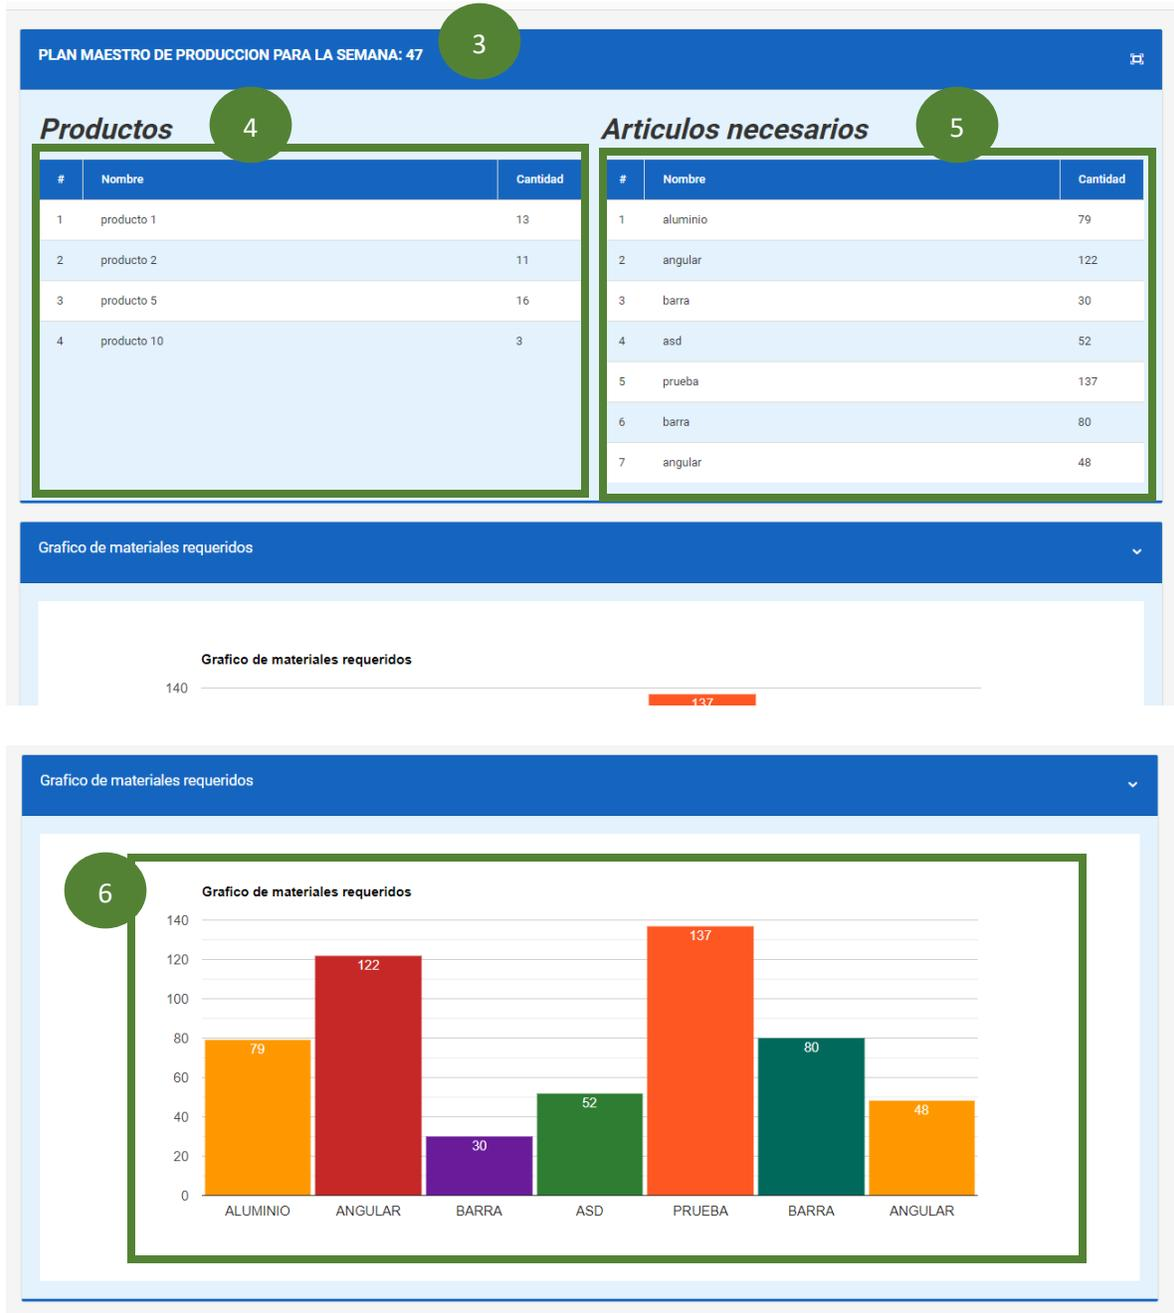 3
PLAN MAESTRO DE PRODUCCION PARA LA SEMANA: 47
Productos
4
# Nombre Cantidad
1 producto 1 13
2 producto 2 11
3 producto 5 16
4 producto 10 3
Articulos necesarios
5
# Nombre Cantidad
1 aluminio 79
2 angular 122
3 barra 30
4 asd 52
5 prueba 137
6 barra 80
7 angular 48
Grafico de materiales requeridos
Grafico de materiales requeridos
140
137
Grafico de materiales requeridos
6
Grafico de materiales requeridos
140
120
100
80
60
40
20
0
79
122
30
52
137
80
48
ALUMINIO ANGULAR BARRA ASD PRUEBA BARRA ANGULAR